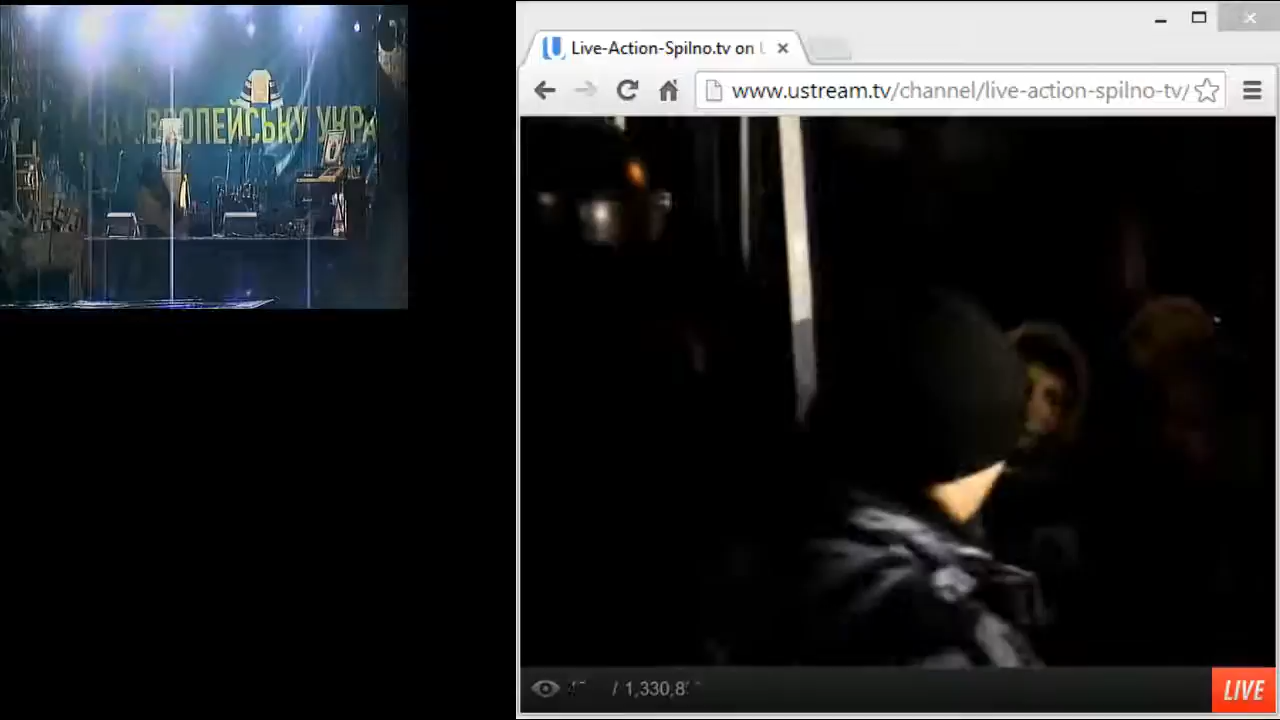 ЄВРОПЕЙСЬКУ УКРА
Live-Action-Spilno.tv on
www.ustream.tv/channel/live-action-spilno-tv/
/ 1,330,8
LIVE